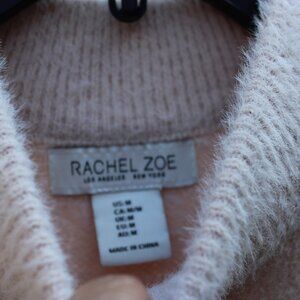 RACHEL ZOE
LOS ANGELES NEW YORK
US:M
CA:M/M
UK:M
EU:M
AU:M
MADE IN CHINA